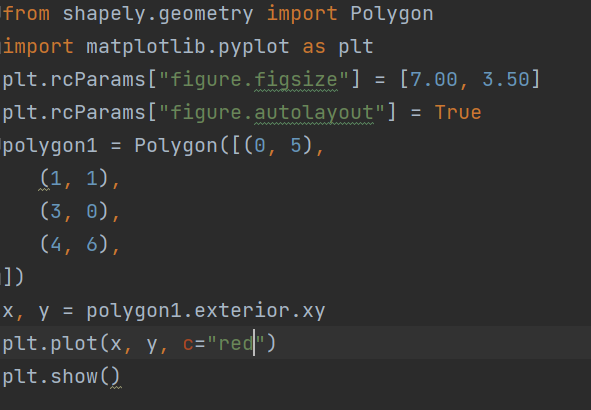 from shapely.geometry import Polygon
import matplotlib.pyplot as plt
plt.rcParams["figure.figsize"] = [7.00, 3.50]
plt.rcParams["figure.autolayout"] = True
polygon1 = Polygon([(0, 5),
    (1, 1),
    (3, 0),
    (4, 6),
])
x, y = polygon1.exterior.xy
plt.plot(x, y, c="red")
plt.show()